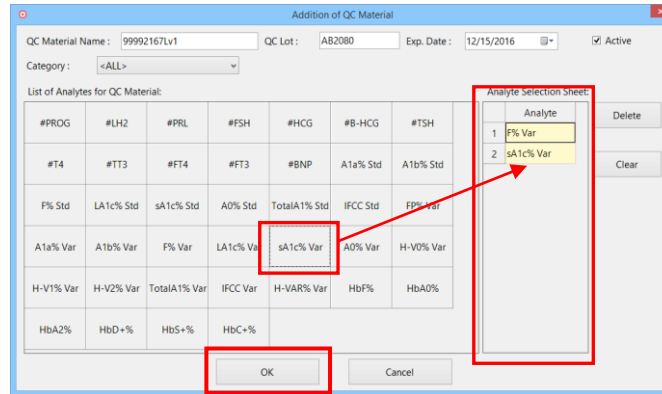 Addition of QC Material
QC Material Name : 99992167Lv1 QC Lot : AB2080 Exp. Date : 12/15/2016 Active
Category : <ALL>
List of Analytes for QC Material: Analyte Selection Sheet:
#PROG #LH2 #PRL #FSH #HCG #B-HCG #TSH
#T4 #TT3 #FT4 #FT3 #BNP A1a% Std A1b% Std
F% Std LA1c% Std sA1c% Std A0% Std TotalA1% Std IFCC Std FP% Var
A1a% Var A1b% Var F% Var LA1c% Va sA1c% Var A0% Var H-V0% Var
H-V1% Var H-V2% Var TotalA1% Var IFCC Var H-VAR% Var HbF% HbA0%
HbA2% HbD+% HbS+% HbC+%
Analyte
1 F% Var
2 sA1c% Var
Delete
Clear
OK Cancel